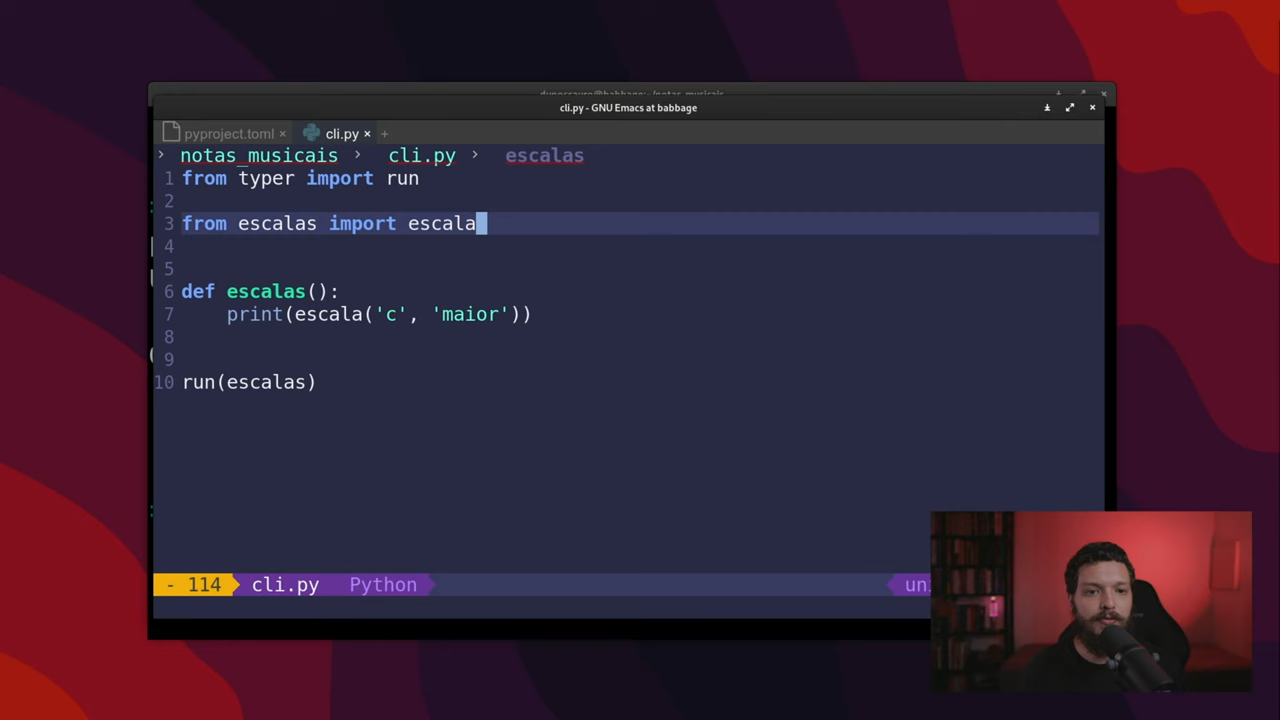 cli.py - GNU Emacs at babbage
pyproject.toml × cli.py × +
› notas_musicais › cli.py › escalas
1 from typer import run
2
3 from escalas import escala
4
5
6 def escalas():
7     print(escala('c', 'maior'))
8
9
10 run(escalas)
- 114 cli.py Python